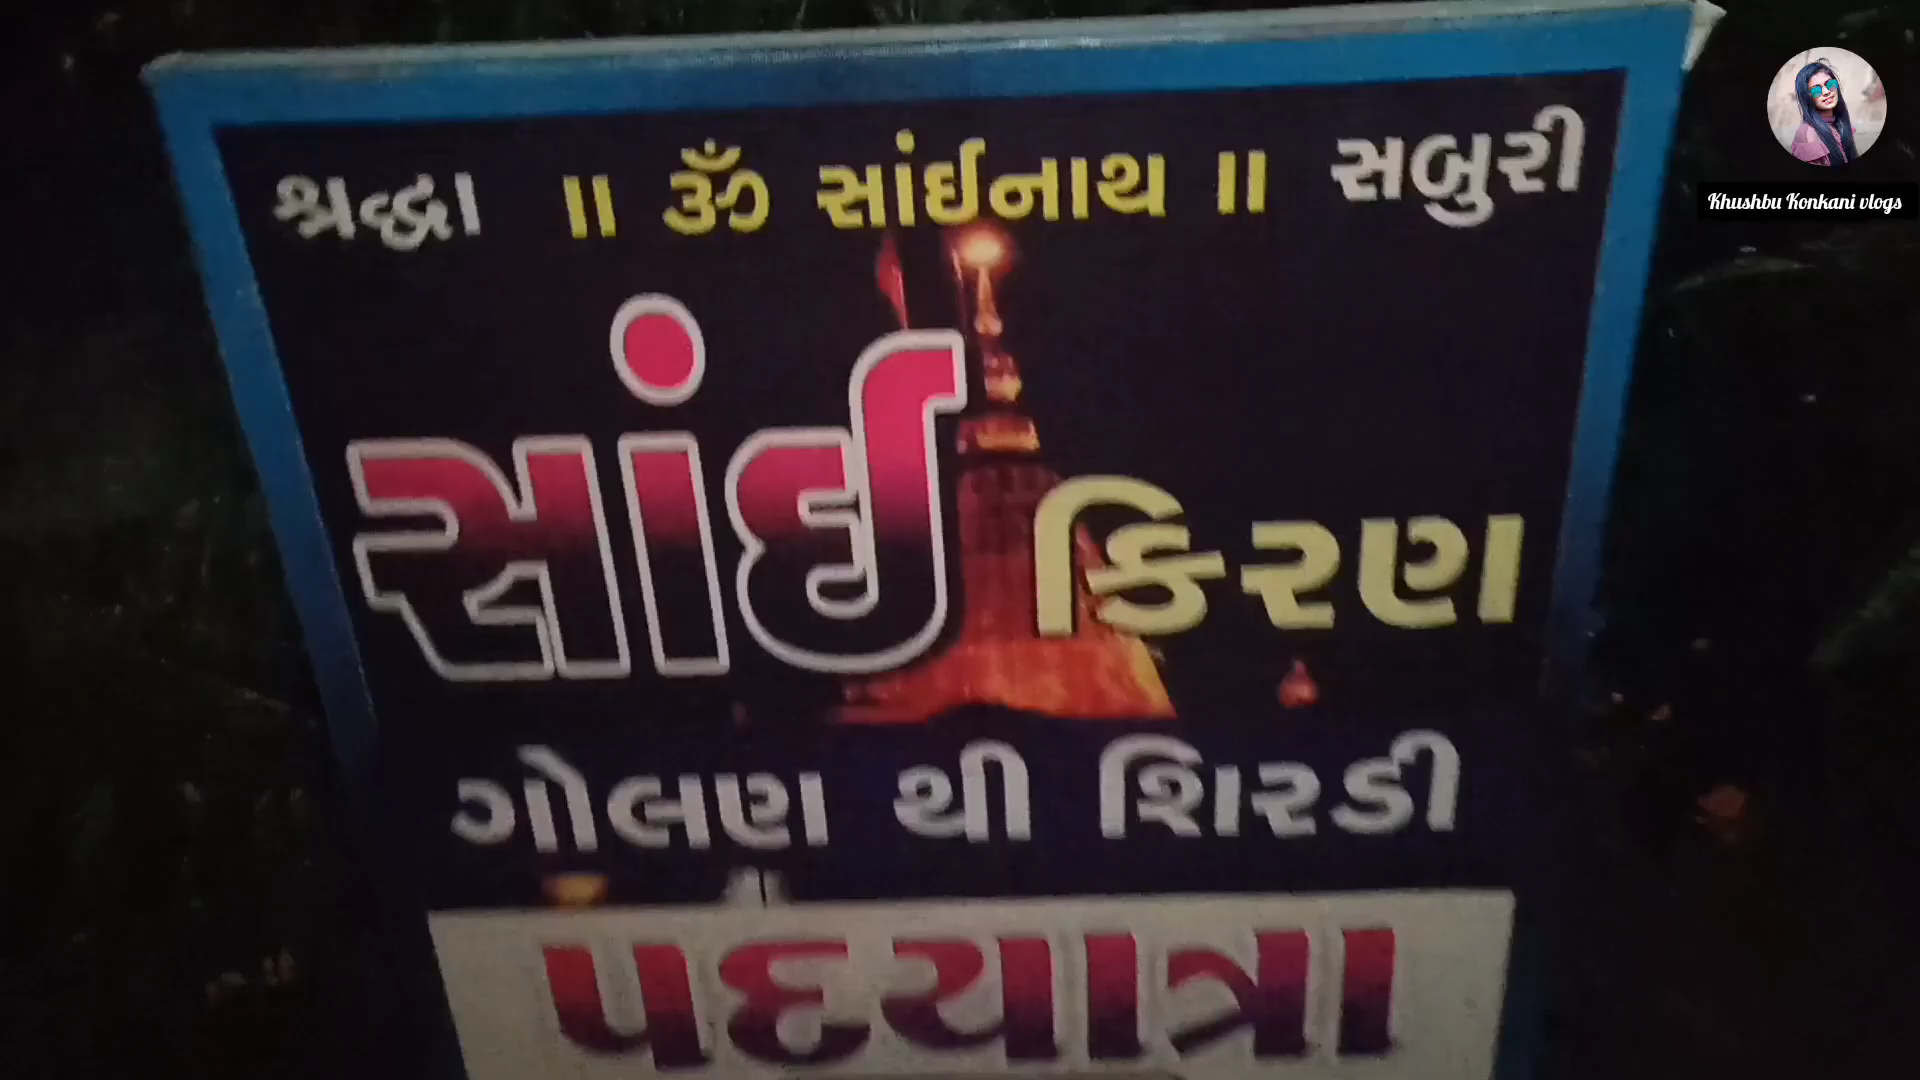 શ્રદ્ધા ॥ ૐ સાંઈનાથ ॥ સબુરી
સાંઈ કિરણ
ગોલણ થી શિરડી
પદયાત્રા
Khushbu Konkani vlogs